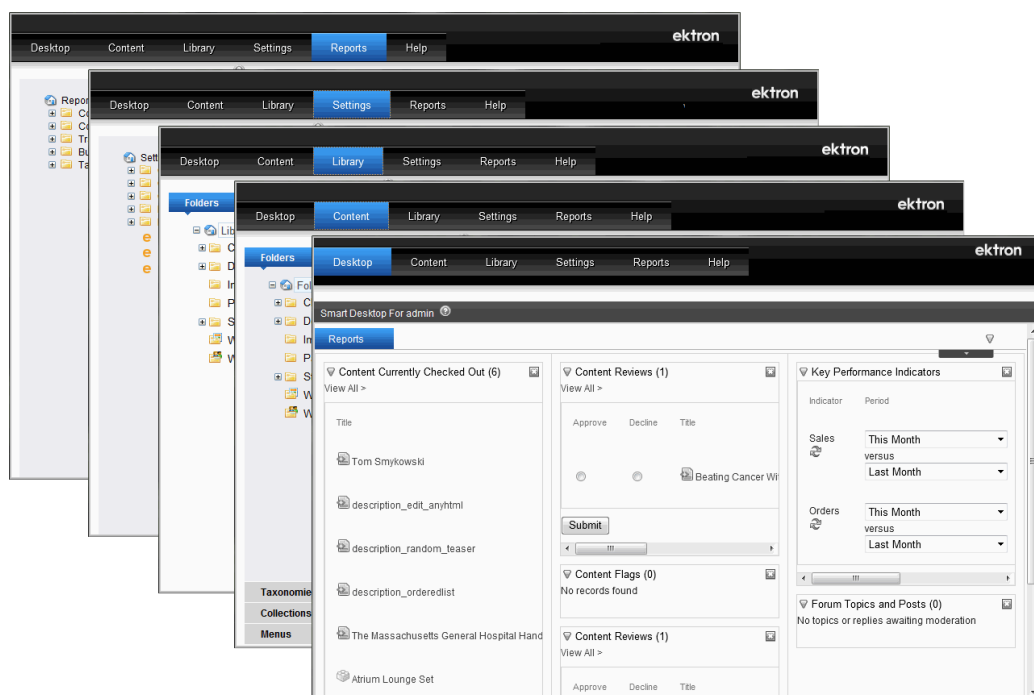 ektron
Desktop Content Library Settings Reports Help
ektron
Desktop Content Library Settings Reports Help
ektron
Desktop Content Library Settings Reports Help
Folders
ektron
Desktop Content Library Settings Reports Help
Folders
Taxonomie
Collections
Menus
ektron
Desktop Content Library Settings Reports Help
Smart Desktop For admin
Reports
Content Currently Checked Out (6)
View All >
Title
Tom Smykowski
description_edit_anyhtml
description_random_teaser
description_orderedlist
The Massachusetts General Hospital Hand
Atrium Lounge Set
Content Reviews (1)
View All >
Approve Decline Title
Beating Cancer Wi
Submit
Content Flags (0)
No records found
Content Reviews (1)
View All >
Approve Decline Title
Key Performance Indicators
Indicator Period
Sales This Month
versus
Last Month
Orders This Month
versus
Last Month
Forum Topics and Posts (0)
No topics or replies awaiting moderation